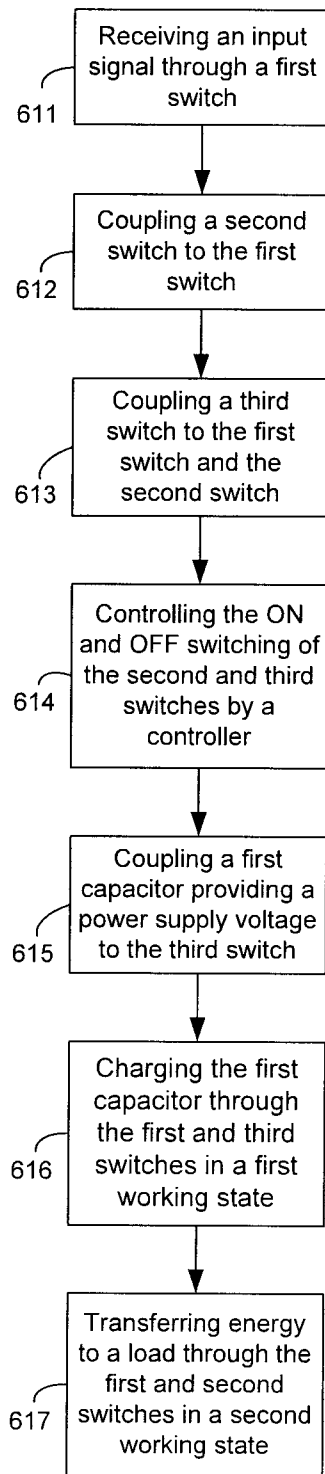 Receiving an input
signal through a first
switch
611
Coupling a second
switch to the first
switch
612
Coupling a third
switch to the first
switch and the
second switch
613
Controlling the ON
and OFF switching of
the second and third
switches by a
controller
614
Coupling a first
capacitor providing a
power supply voltage
to the third switch
615
Charging the first
capacitor through
the first and third
switches in a first
working state
616
Transferring energy
to a load through the
first and second
switches in a second
working state
617